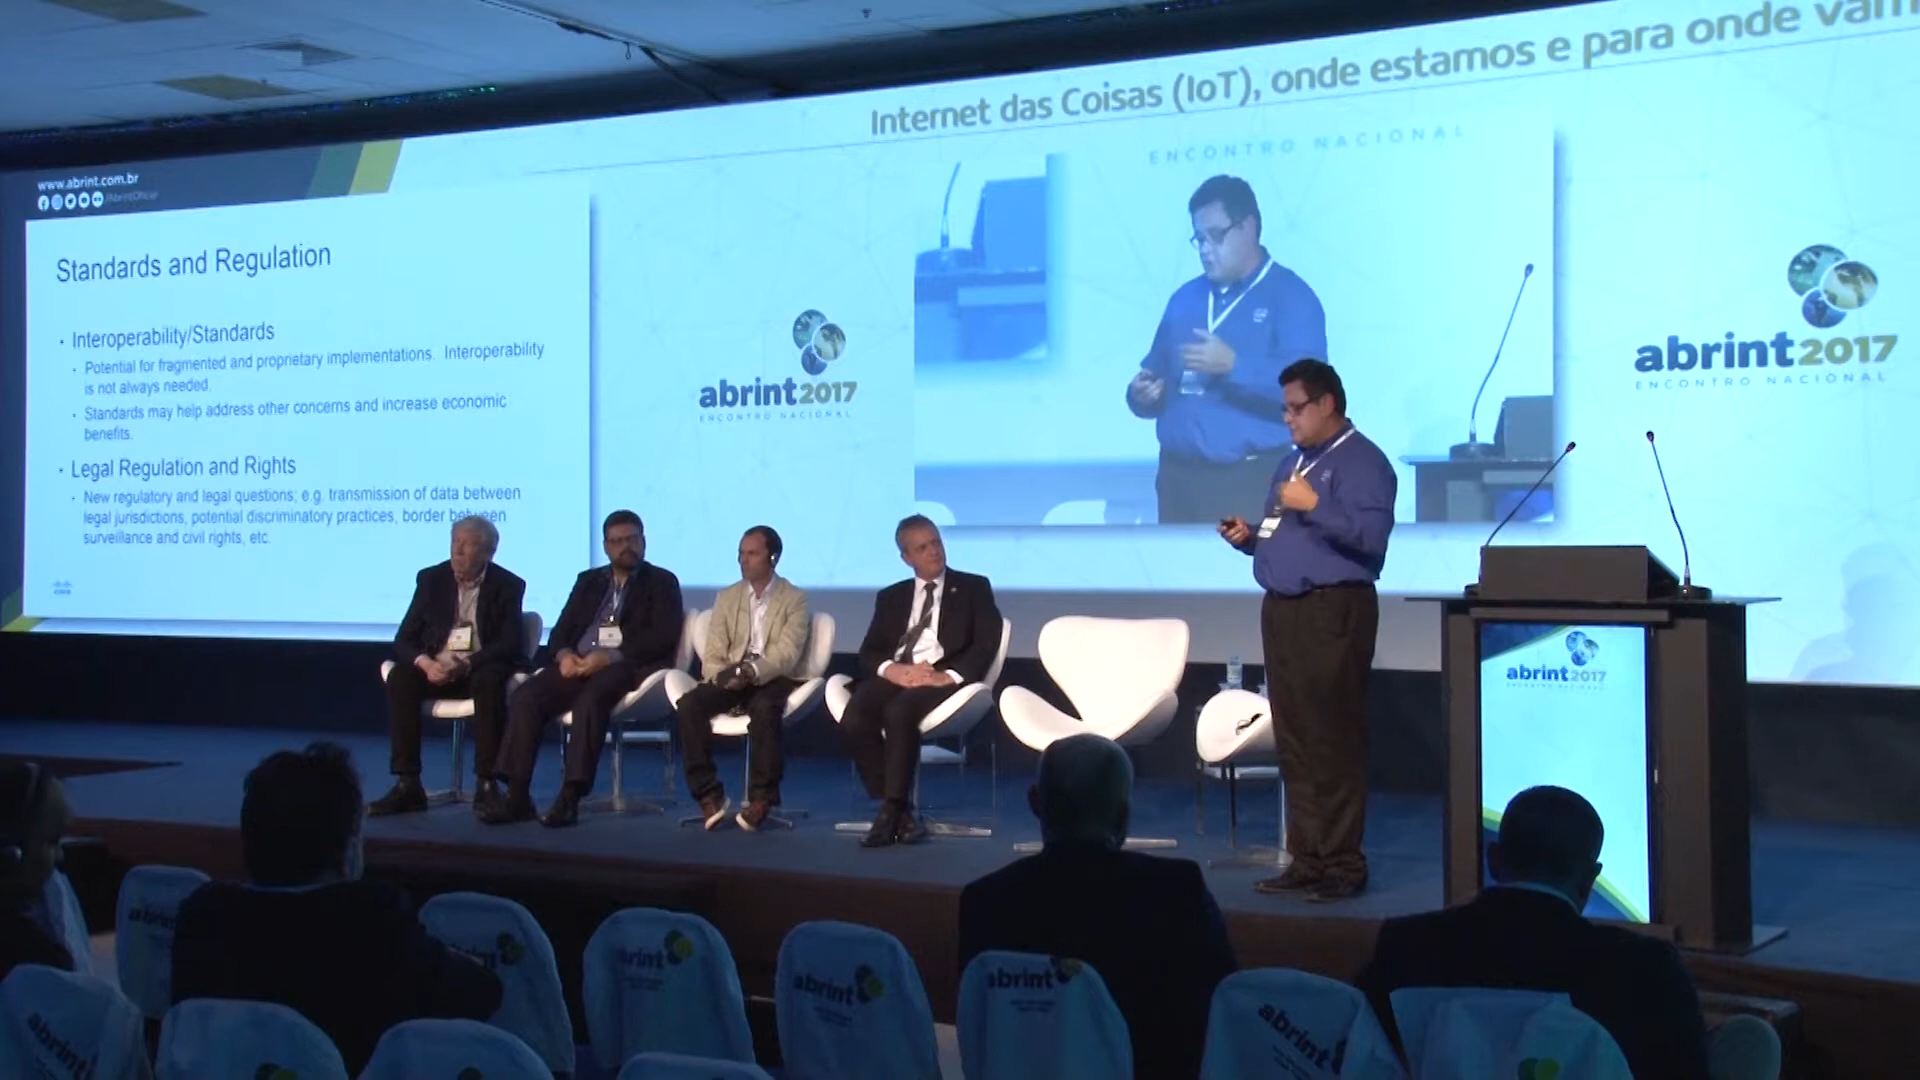 Internet das Coisas (IoT), onde estamos e para onde vam
www.abrint.com.br
/AbrintOficial
ENCONTRO NACIONAL
Standards and Regulation
· Interoperability/Standards
· Potential for fragmented and proprietary implementations. Interoperability
is not always needed.
· Standards may help address other concerns and increase economic
benefits.
· Legal Regulation and Rights
· New regulatory and legal questions; e.g. transmission of data between
legal jurisdictions, potential discriminatory practices, border between
surveillance and civil rights, etc.
abrint2017
ENCONTRO NACIONAL
abrint2017
ENCONTRO NACIONAL
abrint2017
ENCONTRO NACIONAL
abrint
rint
abrint
abrint
abrint
abrint